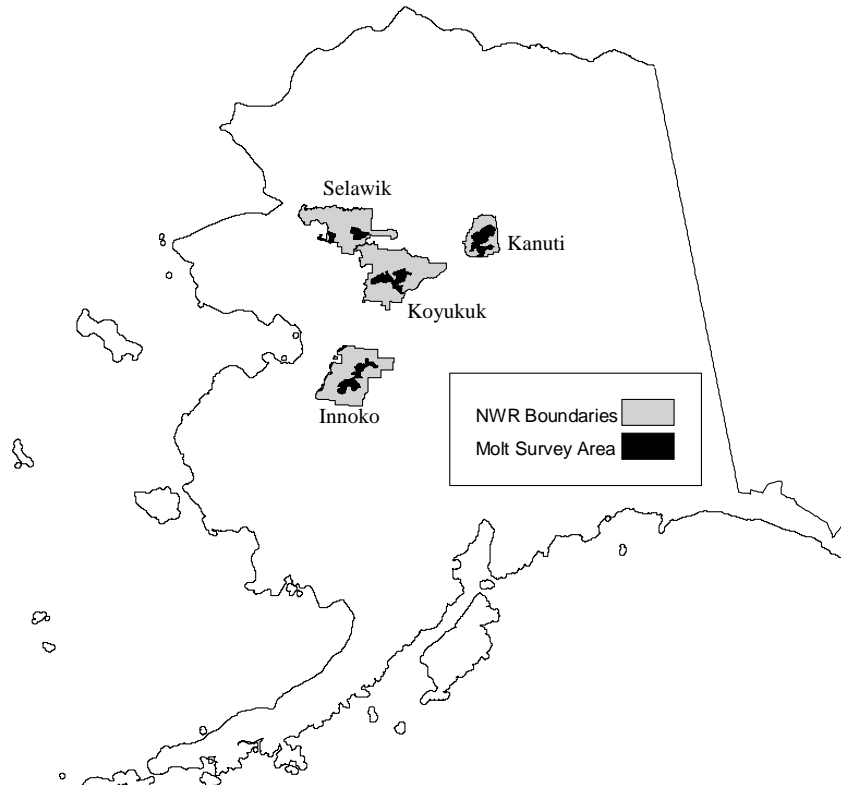 Selawik
Kanuti
Koyukuk
Innoko
NWR Boundaries
Molt Survey Area